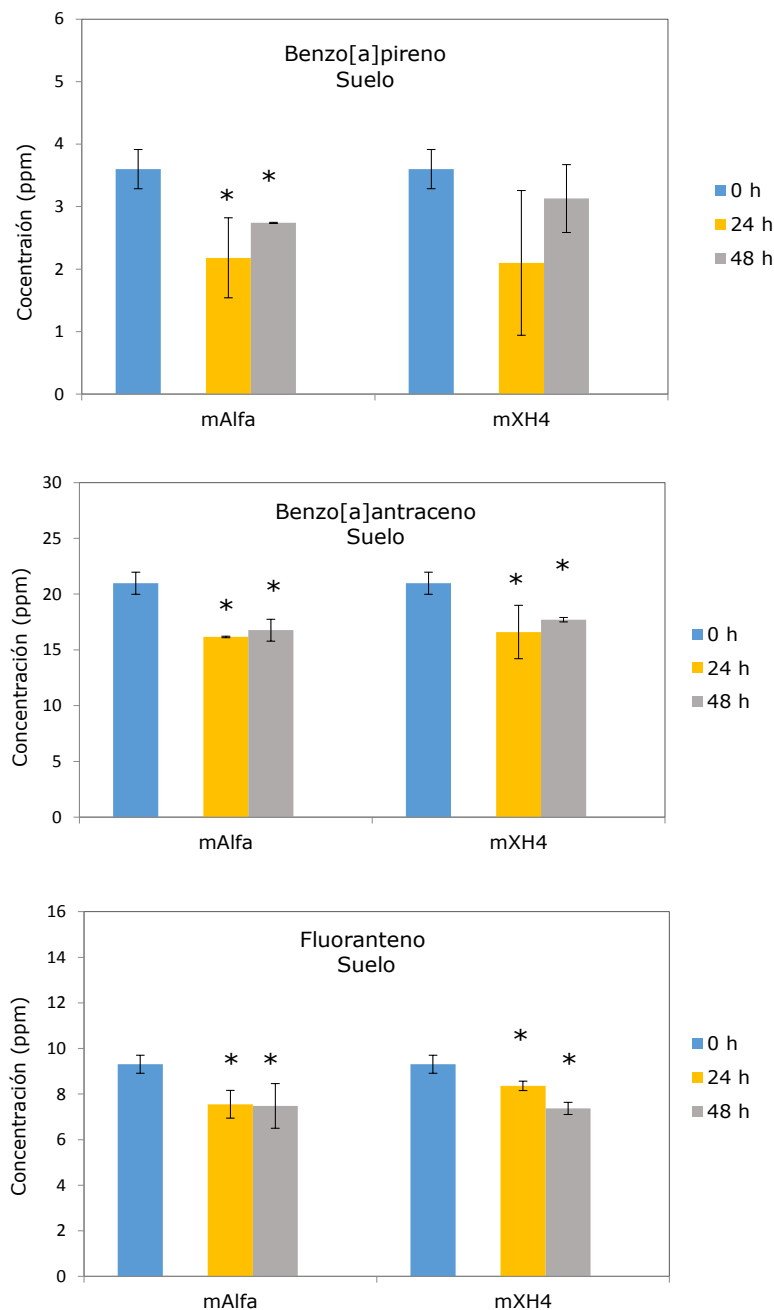 Benzo[a]pireno
Suelo
Cocentraión (ppm)
6
5
4
3
2
1
0
* *
mAlfa mXH4
0 h
24 h
48 h
Benzo[a]antraceno
Suelo
Concentración (ppm)
30
25
20
15
10
5
0
* * * *
mAlfa mXH4
0 h
24 h
48 h
Fluoranteno
Suelo
Concentración (ppm)
16
14
12
10
8
6
4
2
0
* * * *
mAlfa mXH4
0 h
24 h
48 h